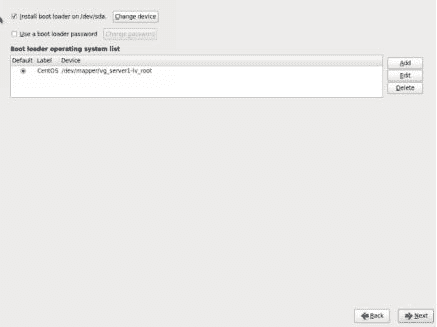 Install boot loader on /dev/sda. Change device
Use a boot loader password Change password
Boot loader operating system list
Default Label Device
CentOS /dev/mapper/vg_server1-lv_root
Add
Edit
Delete
Back Next